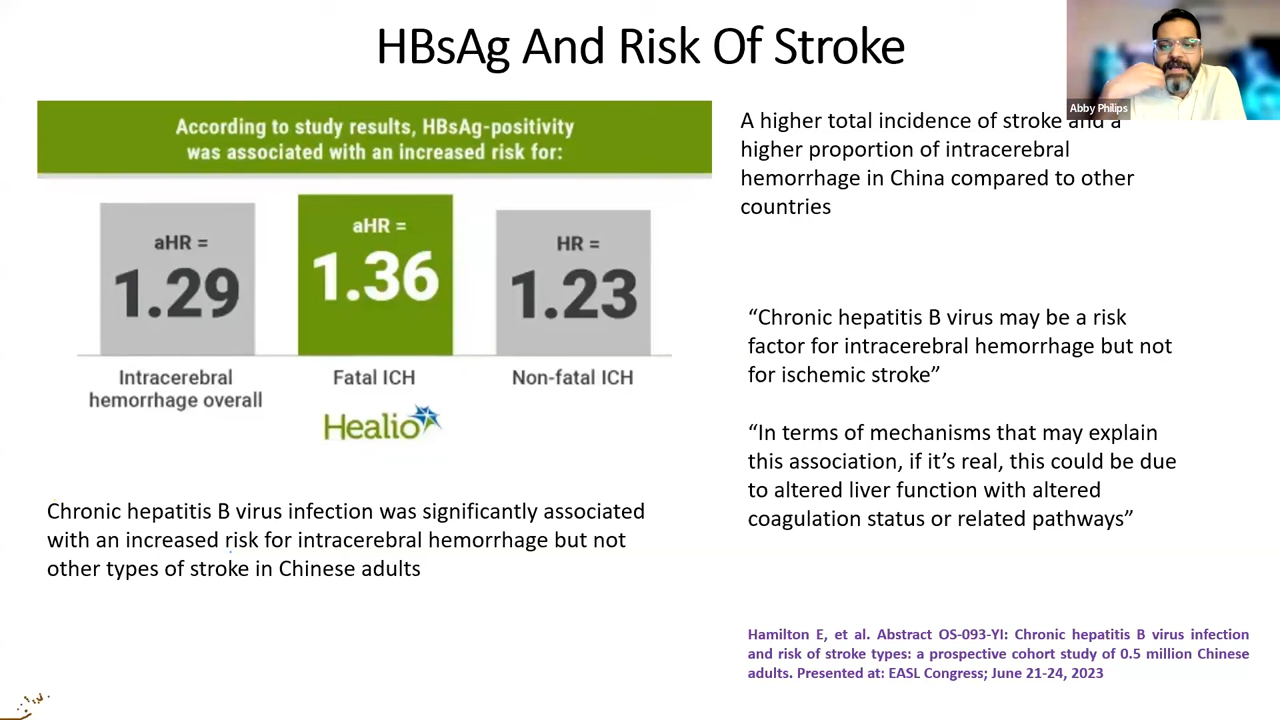 HBsAg And Risk Of Stroke
Abby Philips
According to study results, HBsAg-positivity
was associated with an increased risk for:
aHR =
1.29
Intracerebral
hemorrhage overall
aHR =
1.36
Fatal ICH
HR =
1.23
Non-fatal ICH
Healio
Chronic hepatitis B virus infection was significantly associated
with an increased risk for intracerebral hemorrhage but not
other types of stroke in Chinese adults
A higher total incidence of stroke and a
higher proportion of intracerebral
hemorrhage in China compared to other
countries
“Chronic hepatitis B virus may be a risk
factor for intracerebral hemorrhage but not
for ischemic stroke”
“In terms of mechanisms that may explain
this association, if it’s real, this could be due
to altered liver function with altered
coagulation status or related pathways”
Hamilton E, et al. Abstract OS-093-YI: Chronic hepatitis B virus infection
and risk of stroke types: a prospective cohort study of 0.5 million Chinese
adults. Presented at: EASL Congress; June 21-24, 2023